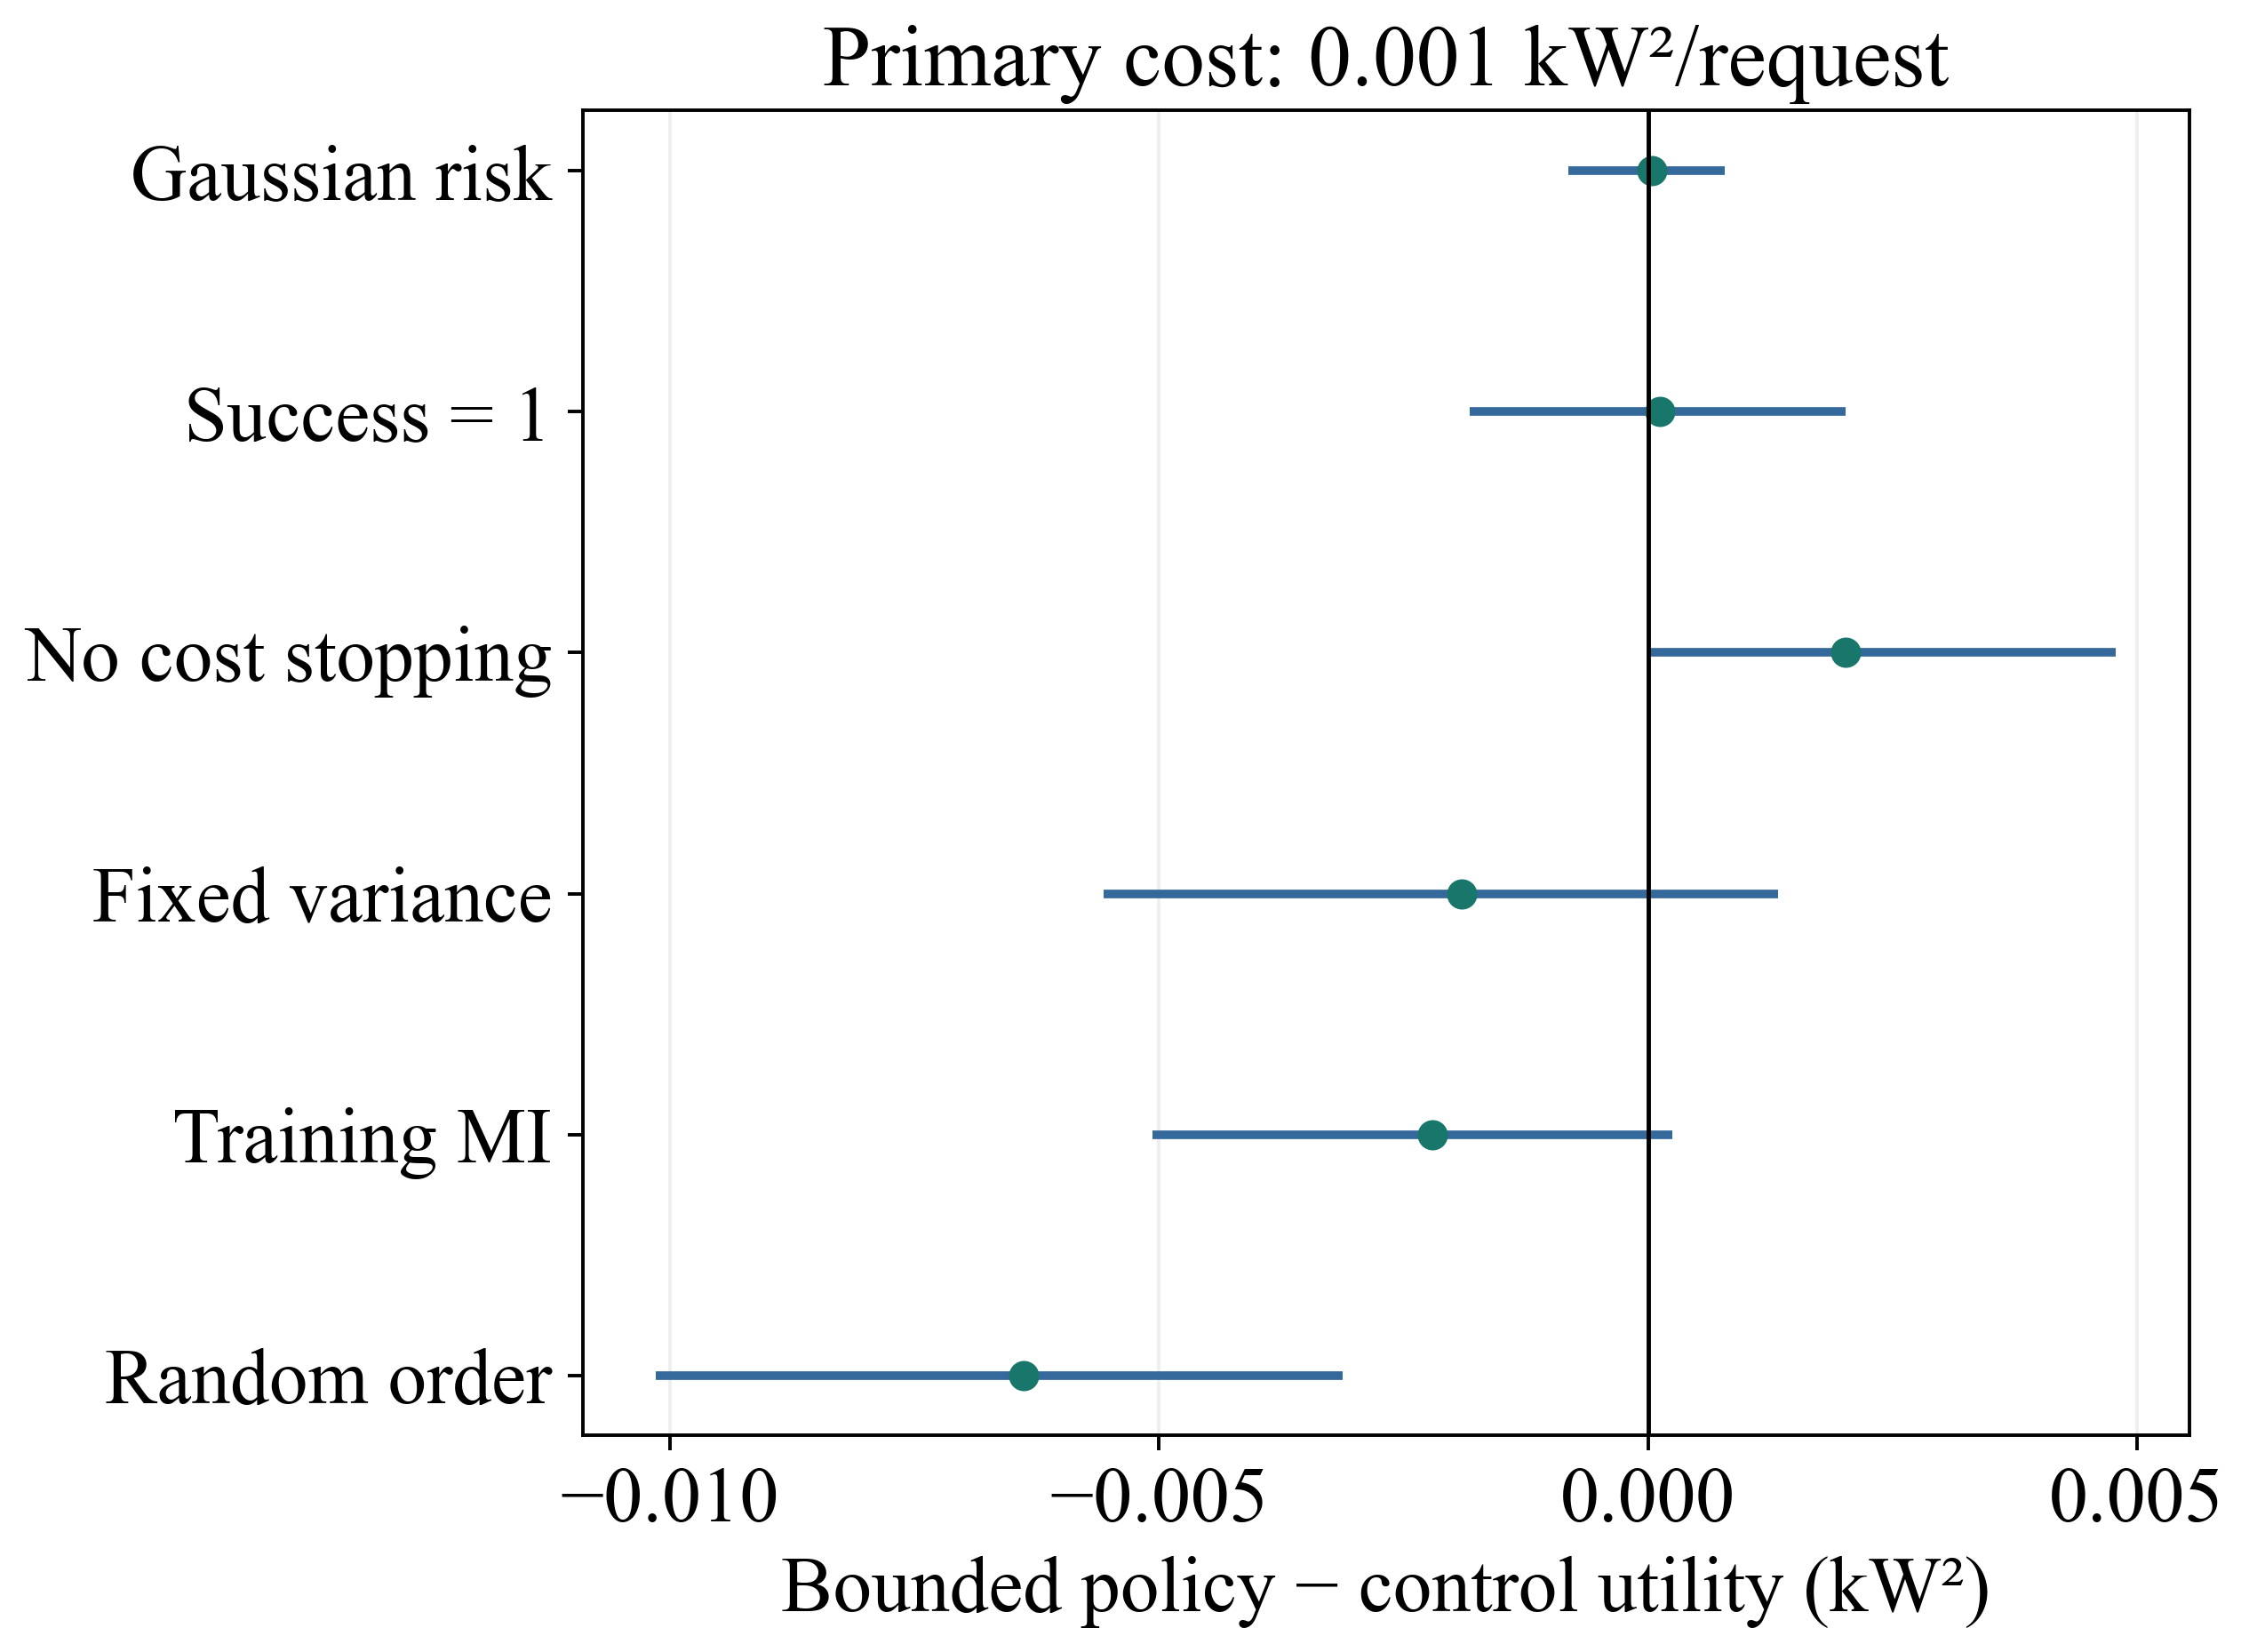 Primary cost: 0.001 kW²/request
Gaussian risk
Success = 1
No cost stopping
Fixed variance
Training MI
Random order
−0.010 −0.005 0.000 0.005
Bounded policy − control utility (kW²)